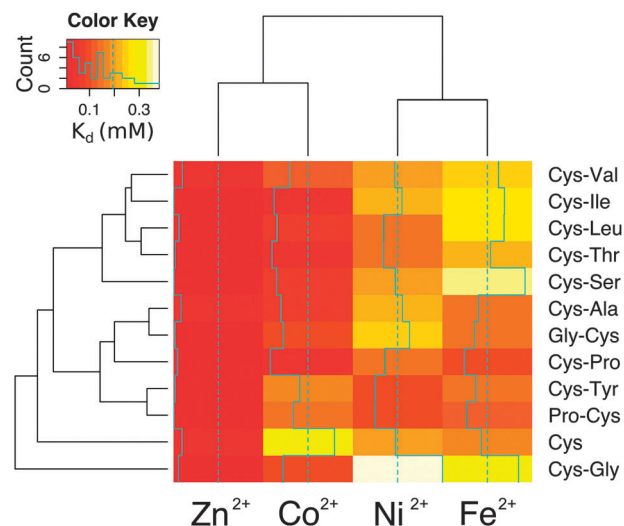 Color Key
Count
0 6
0.1 0.3
Kd (mM)
Cys-Val
Cys-Ile
Cys-Leu
Cys-Thr
Cys-Ser
Cys-Ala
Gly-Cys
Cys-Pro
Cys-Tyr
Pro-Cys
Cys
Cys-Gly
Zn²⁺ Co²⁺ Ni²⁺ Fe²⁺